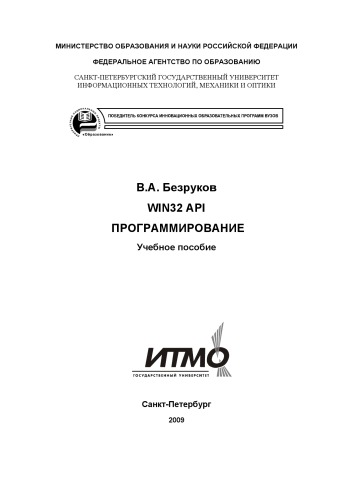 МИНИСТЕРСТВО ОБРАЗОВАНИЯ И НАУКИ РОССИЙСКОЙ ФЕДЕРАЦИИ
ФЕДЕРАЛЬНОЕ АГЕНТСТВО ПО ОБРАЗОВАНИЮ
САНКТ-ПЕТЕРБУРГСКИЙ ГОСУДАРСТВЕННЫЙ УНИВЕРСИТЕТ
ИНФОРМАЦИОННЫХ ТЕХНОЛОГИЙ, МЕХАНИКИ И ОПТИКИ
ПОБЕДИТЕЛЬ КОНКУРСА ИННОВАЦИОННЫХ ОБРАЗОВАТЕЛЬНЫХ ПРОГРАММ ВУЗОВ
«Образование»
В.А. Безруков
WIN32 API
ПРОГРАММИРОВАНИЕ
Учебное пособие
ИТМО
ГОСУДАРСТВЕННЫЙ УНИВЕРСИТЕТ
Санкт-Петербург
2009